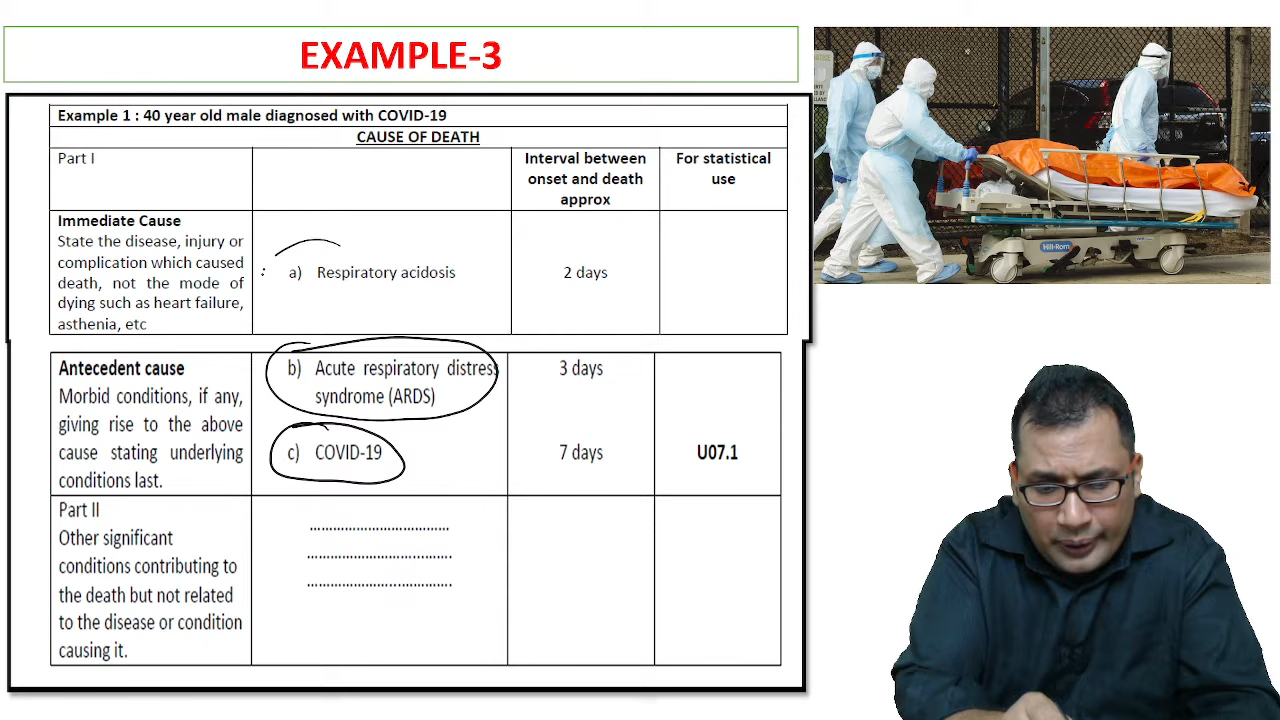 EXAMPLE-3
Example 1 : 40 year old male diagnosed with COVID-19
CAUSE OF DEATH
Part I
Interval between
onset and death
approx
For statistical
use
Immediate Cause
State the disease, injury or
complication which caused
death, not the mode of
dying such as heart failure,
asthenia, etc
: a) Respiratory acidosis
2 days
Antecedent cause
Morbid conditions, if any,
giving rise to the above
cause stating underlying
conditions last.
b) Acute respiratory distress
syndrome (ARDS)
3 days
c) COVID-19
7 days
U07.1
Part II
Other significant
conditions contributing to
the death but not related
to the disease or condition
causing it.
Hill-Rom